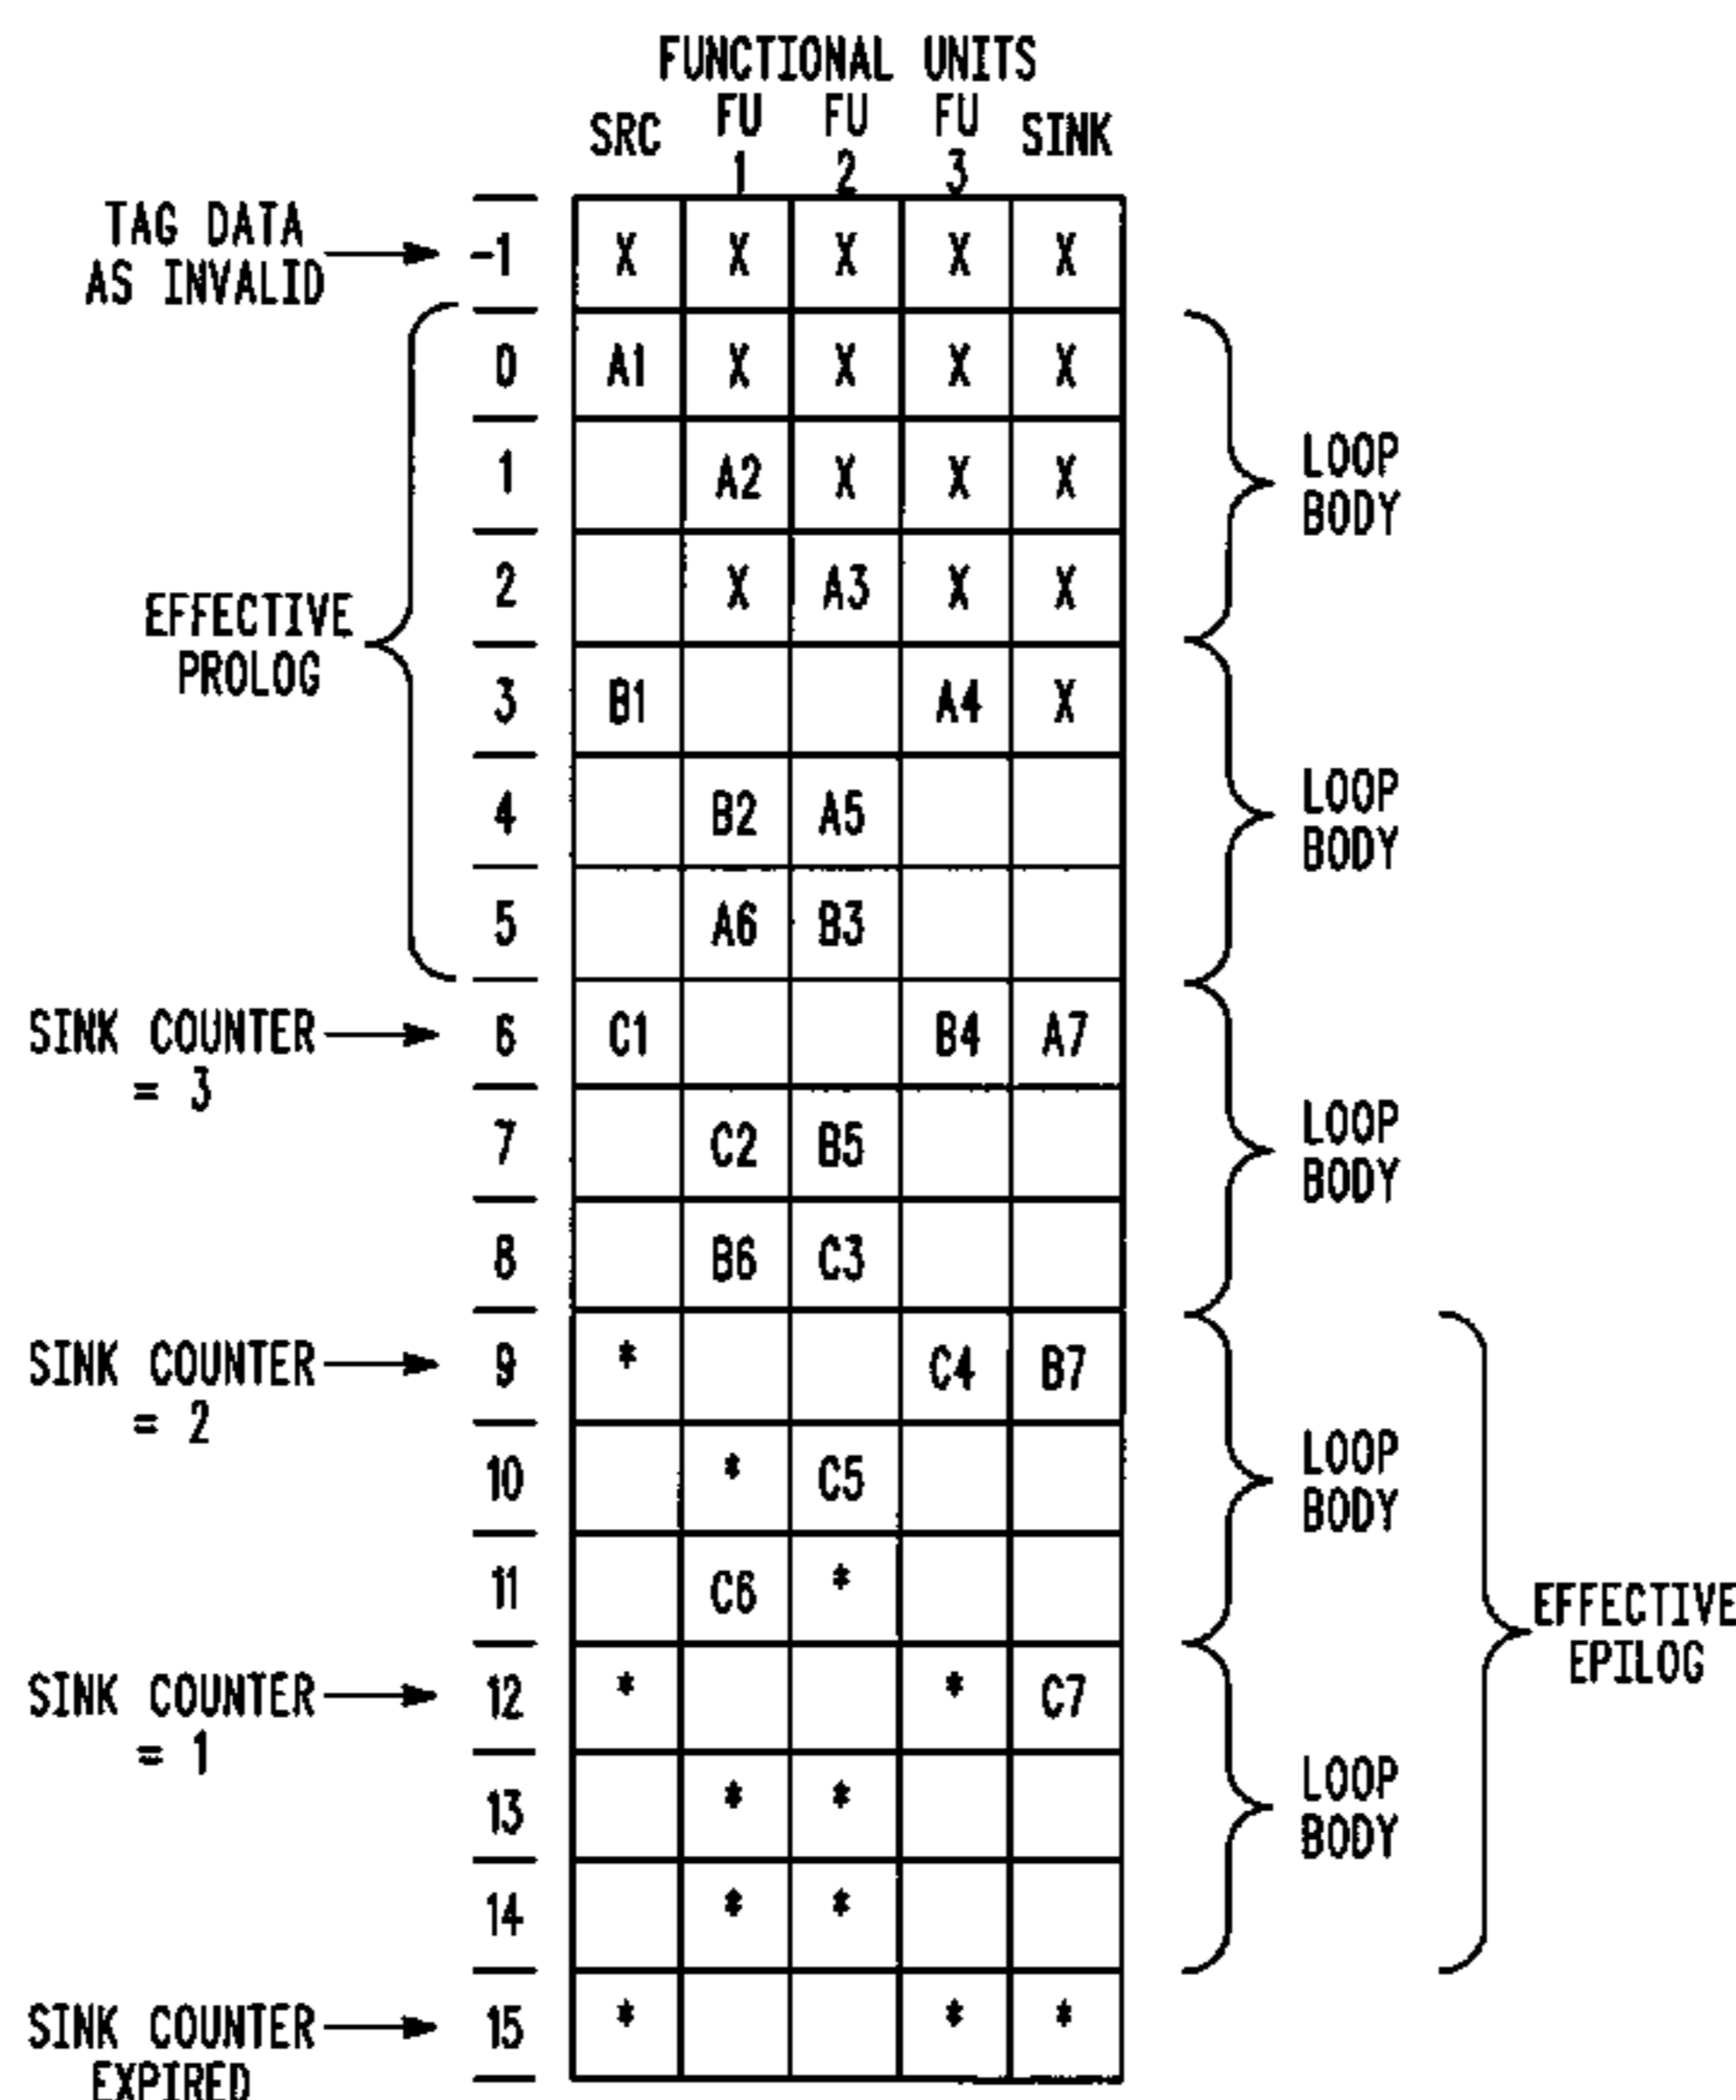 FUNCTIONAL UNITS
SRC FU 1 FU 2 FU 3 SINK
TAG DATA
AS INVALID
-1 X X X X X
0 A1 X X X X
1 A2 X X X
LOOP
BODY
2 X A3 X X
EFFECTIVE
PROLOG
3 B1 A4 X
4 B2 A5
LOOP
BODY
5 A6 B3
SINK COUNTER
= 3
6 C1 B4 A7
7 C2 B5
LOOP
BODY
8 B6 C3
SINK COUNTER
= 2
9 * C4 B7
10 * C5
LOOP
BODY
11 C6 *
EFFECTIVE
EPILOG
SINK COUNTER
= 1
12 * * C7
13 * *
LOOP
BODY
14 * *
SINK COUNTER
EXPIRED
15 * * *